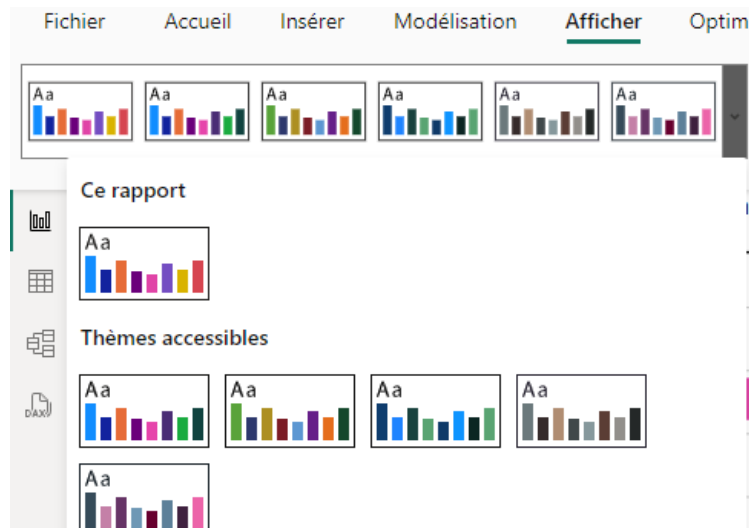 Fichier Accueil Insérer Modélisation Afficher Optim
Aa Aa Aa Aa Aa Aa
Ce rapport
Aa
Thèmes accessibles
Aa Aa Aa Aa
DAX
Aa